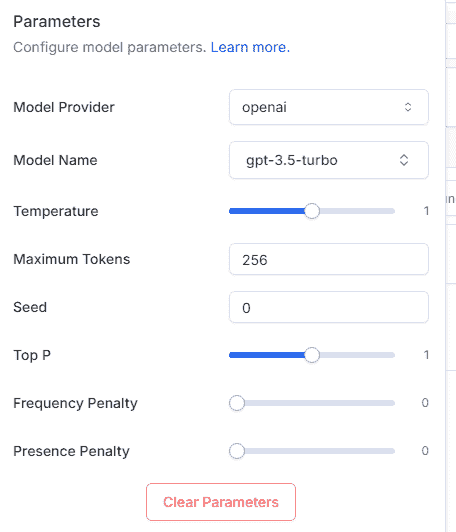 Parameters
Configure model parameters. Learn more.
Model Provider openai
Model Name gpt-3.5-turbo
Temperature 1
Maximum Tokens 256
Seed 0
Top P 1
Frequency Penalty 0
Presence Penalty 0
Clear Parameters